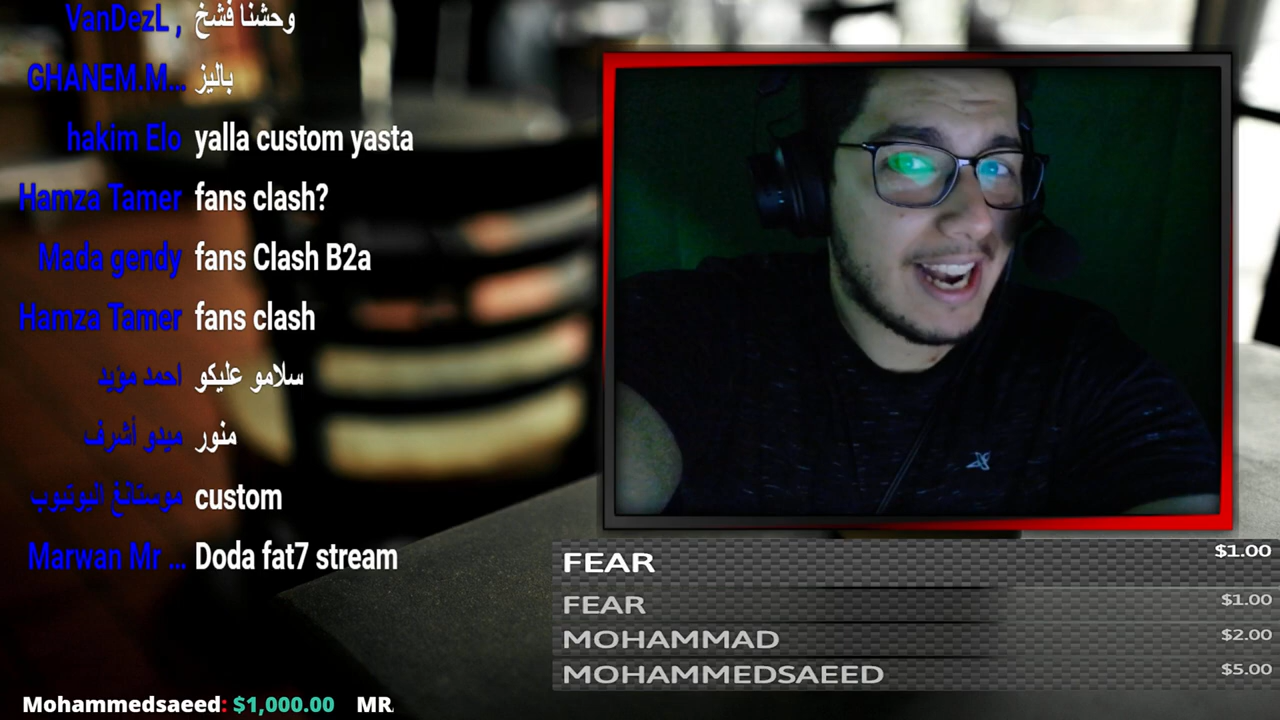 VanDezL , وحشنا فشخ
GHANEM.M... باليز
hakim Elo yalla custom yasta
Hamza Tamer fans clash?
Mada gendy fans Clash B2a
Hamza Tamer fans clash
احمد مؤيد سلامو عليكو
ميدو أشرف منور
موستانغ اليوتيوب custom
Marwan Mr ... Doda fat7 stream
FEAR $1.00
FEAR $1.00
MOHAMMAD $2.00
MOHAMMEDSAEED $5.00
Mohammedsaeed: $1,000.00 MR